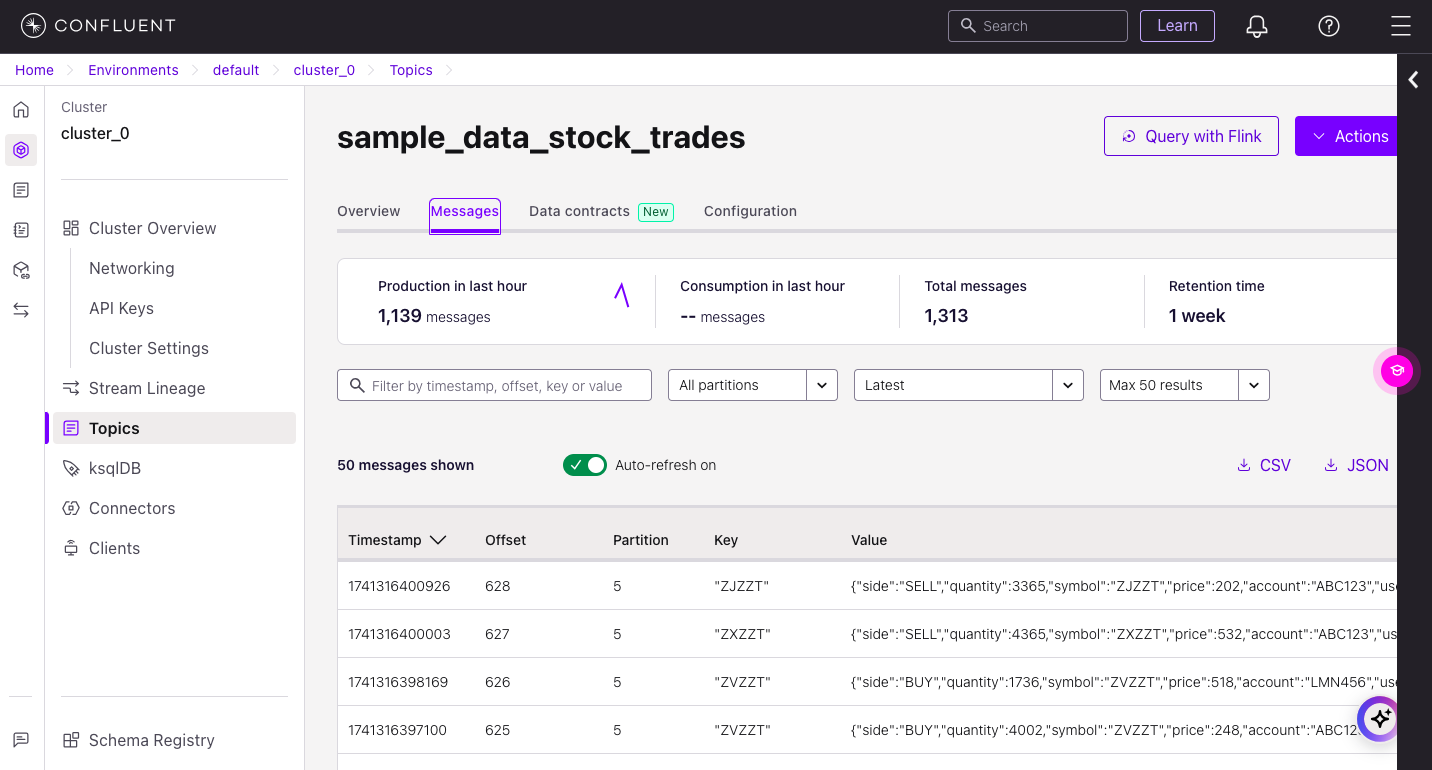 CONFLUENT
Search
Learn
Home
Environments
default
cluster_0
Topics
Cluster
cluster_0
Cluster Overview
Networking
API Keys
Cluster Settings
Stream Lineage
Topics
ksqlDB
Connectors
Clients
Schema Registry
sample_data_stock_trades
Query with Flink
Actions
Overview
Messages
Data contracts New
Configuration
Production in last hour
1,139 messages
Consumption in last hour
-- messages
Total messages
1,313
Retention time
1 week
Filter by timestamp, offset, key or value
All partitions
Latest
Max 50 results
50 messages shown
Auto-refresh on
CSV
JSON
Timestamp Offset Partition Key Value
1741316400926 628 5 "ZJZZT" {"side":"SELL","quantity":3365,"symbol":"ZJZZT","price":202,"account":"ABC123","use
1741316400003 627 5 "ZXZZT" {"side":"SELL","quantity":4365,"symbol":"ZXZZT","price":532,"account":"ABC123","us
1741316398169 626 5 "ZVZZT" {"side":"BUY","quantity":1736,"symbol":"ZVZZT","price":518,"account":"LMN456","use
1741316397100 625 5 "ZVZZT" {"side":"BUY","quantity":4002,"symbol":"ZVZZT","price":248,"account":"ABC12